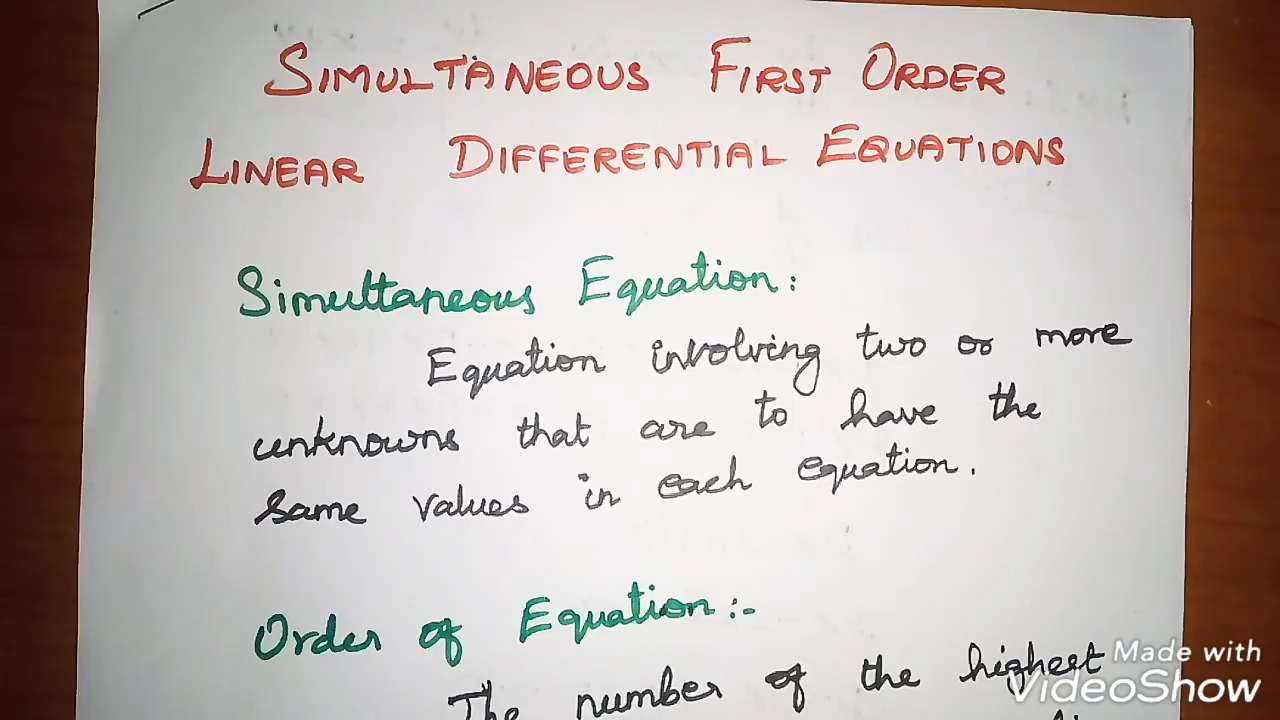 SIMULTANEOUS FIRST ORDER
LINEAR DIFFERENTIAL EQUATIONS
Simultaneous Equation:
Equation involving two or more
unknowns that are to have the
same values in each equation.
Order of Equation:-
The number of the highest
Made with
VideoShow